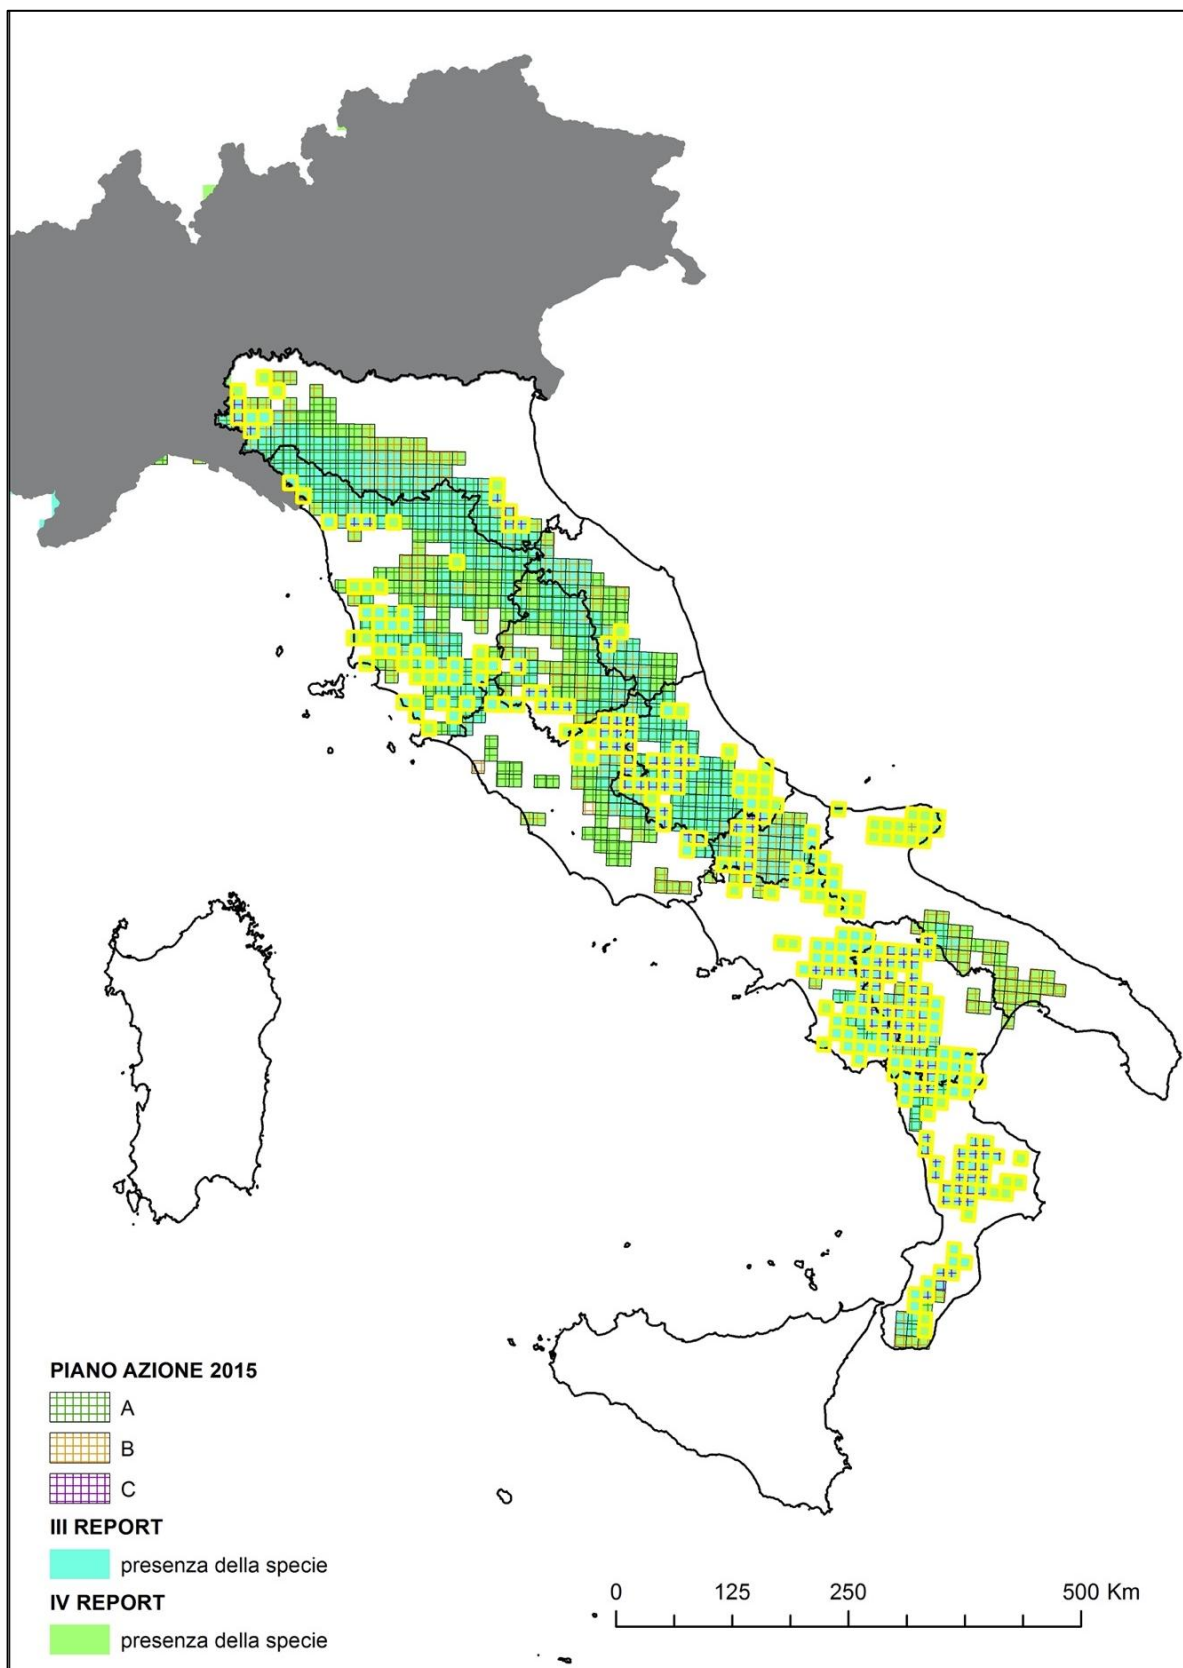 PIANO AZIONE 2015
A
B
C
III REPORT
presenza della specie
IV REPORT
presenza della specie
0 125 250 500 Km